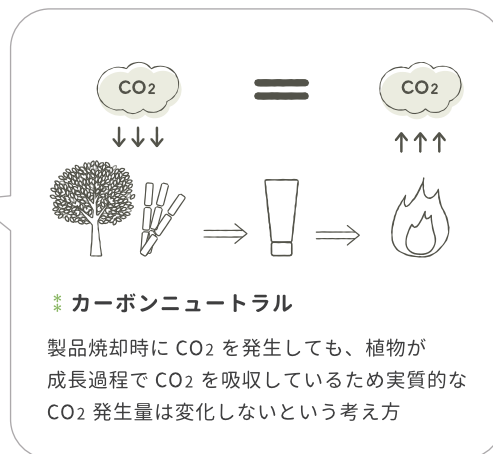 CO2
CO2
カーボンニュートラル
製品焼却時に CO2 を発生しても、植物が
成長過程で CO2 を吸収しているため実質的な
CO2 発生量は変化しないという考え方